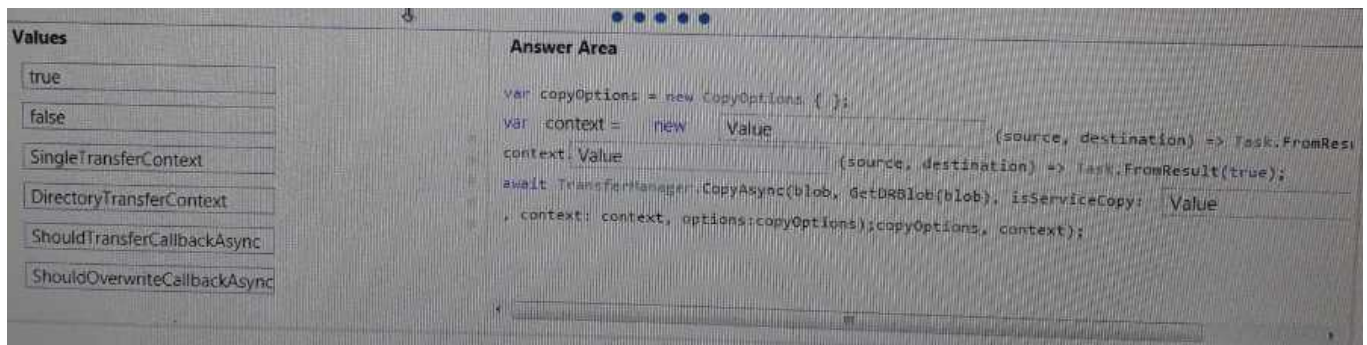 Values
true
false
SingleTransferContext
DirectoryTransferContext
ShouldTransferCallbackAsync
ShouldOverwriteCallbackAsync
Answer Area
var copyOptions = new CopyOptions { };
var context = new Value (source, destination) => Task.FromResu
context. Value (source, destination) => Task.FromResult(true);
await TransferManager.CopyAsync(blob, GetDRBlob(blob), isServiceCopy: Value
, context: context, options:copyOptions);copyOptions, context);